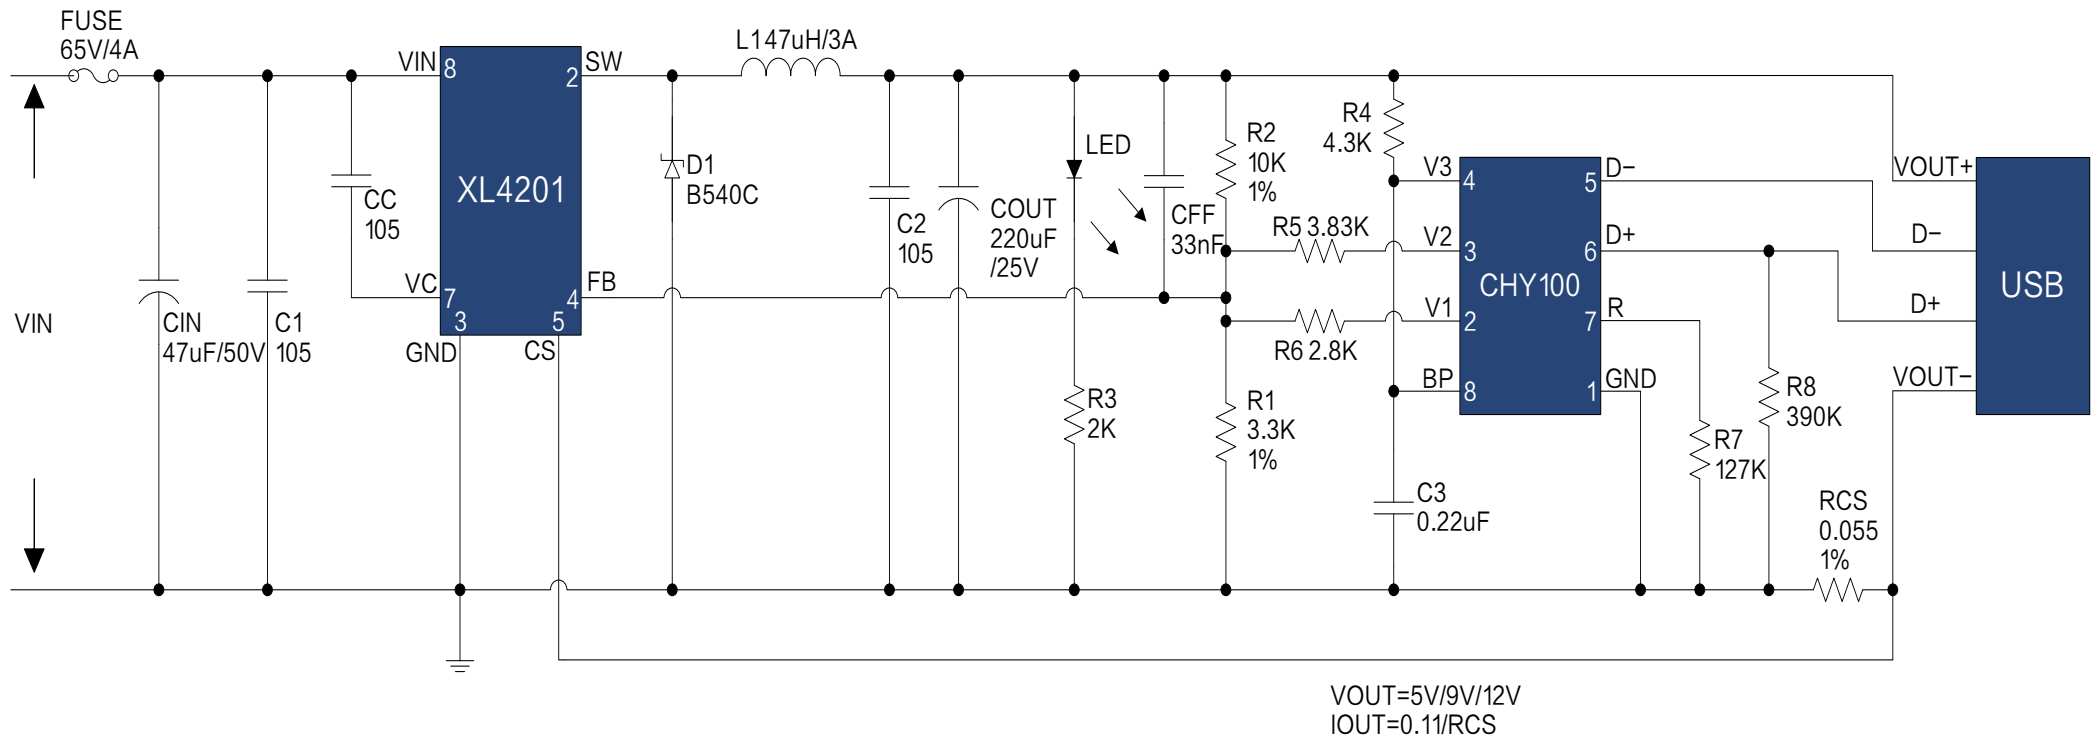 FUSE
65V/4A
VIN
CIN
47uF/50V
C1
105
CC
105
VIN
8
VC
7
XL4201
3
GND
5
CS
2
SW
4
FB
D1
B540C
L147uH/3A
C2
105
COUT
220uF
/25V
LED
R3
2K
CFF
33nF
R2
10K
1%
R5 3.83K
R6 2.8K
R1
3.3K
1%
R4
4.3K
V3
4
V2
3
V1
2
BP
8
C3
0.22uF
CHY100
5
D−
6
D+
7
R
1
GND
R7
127K
R8
390K
RCS
0.055
1%
VOUT+
D−
D+
VOUT−
USB
VOUT=5V/9V/12V
IOUT=0.11/RCS